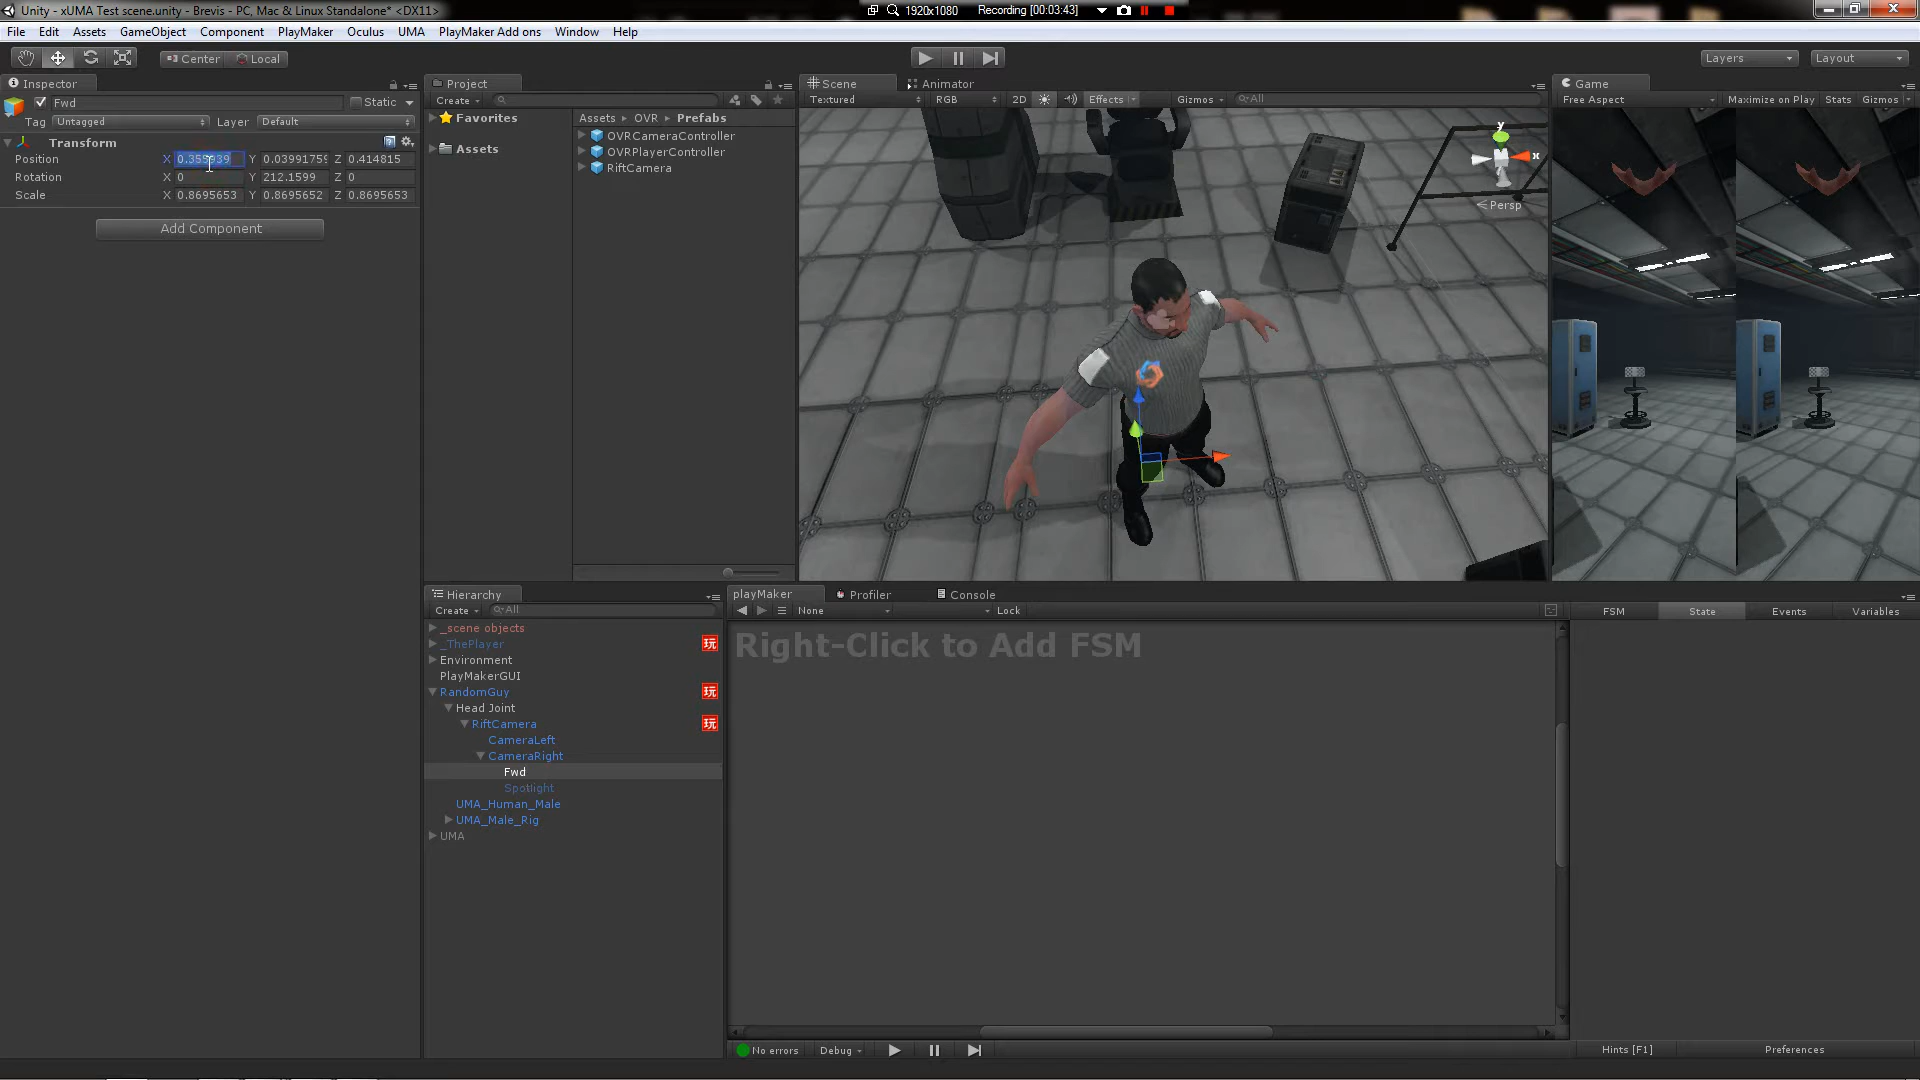 Unity - xUMA Test scene.unity - Brevis - PC, Mac & Linux Standalone* <DX11>
1920x1080
Recording [00:03:43]
File Edit Assets GameObject Component PlayMaker Oculus UMA PlayMaker Add ons Window Help
Center Local
Layers
Layout
Inspector
Fwd
Static
Tag Untagged
Layer Default
Transform
Position X 0.355939 Y 0.03991759 Z 0.414815
Rotation X 0 Y 212.1599 Z 0
Scale X 0.8695653 Y 0.8695652 Z 0.8695653
Add Component
Project
Create
Favorites
Assets
Assets OVR Prefabs
OVRCameraController
OVRPlayerController
RiftCamera
Scene Animator
Textured RGB 2D Effects Gizmos All
y
x
Persp
Game
Free Aspect Maximize on Play Stats Gizmos
Hierarchy
Create All
_scene objects
_ThePlayer 玩
Environment
PlayMakerGUI
RandomGuy 玩
Head Joint
RiftCamera 玩
CameraLeft
CameraRight
Fwd
Spotlight
UMA_Human_Male
UMA_Male_Rig
UMA
playMaker Profiler Console
None Lock
FSM State Events Variables
Right-Click to Add FSM
No errors Debug
Hints [F1] Preferences